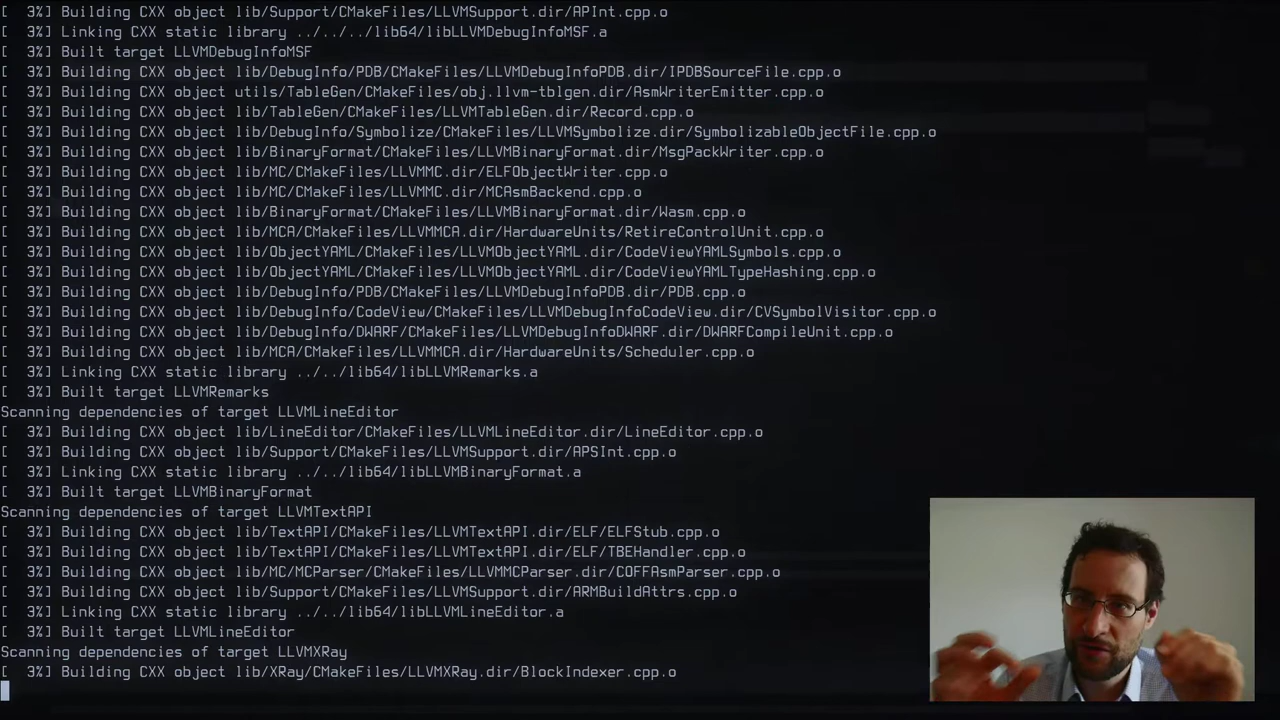 [  3%] Building CXX object lib/Support/CMakeFiles/LLVMSupport.dir/APInt.cpp.o
[  3%] Linking CXX static library ../../../lib64/libLLVMDebugInfoMSF.a
[  3%] Built target LLVMDebugInfoMSF
[  3%] Building CXX object lib/DebugInfo/PDB/CMakeFiles/LLVMDebugInfoPDB.dir/IPDBSourceFile.cpp.o
[  3%] Building CXX object utils/TableGen/CMakeFiles/obj.llvm-tblgen.dir/AsmWriterEmitter.cpp.o
[  3%] Building CXX object lib/TableGen/CMakeFiles/LLVMTableGen.dir/Record.cpp.o
[  3%] Building CXX object lib/DebugInfo/Symbolize/CMakeFiles/LLVMSymbolize.dir/SymbolizableObjectFile.cpp.o
[  3%] Building CXX object lib/BinaryFormat/CMakeFiles/LLVMBinaryFormat.dir/MsgPackWriter.cpp.o
[  3%] Building CXX object lib/MC/CMakeFiles/LLVMMC.dir/ELFObjectWriter.cpp.o
[  3%] Building CXX object lib/MC/CMakeFiles/LLVMMC.dir/MCAsmBackend.cpp.o
[  3%] Building CXX object lib/BinaryFormat/CMakeFiles/LLVMBinaryFormat.dir/Wasm.cpp.o
[  3%] Building CXX object lib/MCA/CMakeFiles/LLVMMCA.dir/HardwareUnits/RetireControlUnit.cpp.o
[  3%] Building CXX object lib/ObjectYAML/CMakeFiles/LLVMObjectYAML.dir/CodeViewYAMLSymbols.cpp.o
[  3%] Building CXX object lib/ObjectYAML/CMakeFiles/LLVMObjectYAML.dir/CodeViewYAMLTypeHashing.cpp.o
[  3%] Building CXX object lib/DebugInfo/PDB/CMakeFiles/LLVMDebugInfoPDB.dir/PDB.cpp.o
[  3%] Building CXX object lib/DebugInfo/CodeView/CMakeFiles/LLVMDebugInfoCodeView.dir/CVSymbolVisitor.cpp.o
[  3%] Building CXX object lib/DebugInfo/DWARF/CMakeFiles/LLVMDebugInfoDWARF.dir/DWARFCompileUnit.cpp.o
[  3%] Building CXX object lib/MCA/CMakeFiles/LLVMMCA.dir/HardwareUnits/Scheduler.cpp.o
[  3%] Linking CXX static library ../../lib64/libLLVMRemarks.a
[  3%] Built target LLVMRemarks
Scanning dependencies of target LLVMLineEditor
[  3%] Building CXX object lib/LineEditor/CMakeFiles/LLVMLineEditor.dir/LineEditor.cpp.o
[  3%] Building CXX object lib/Support/CMakeFiles/LLVMSupport.dir/APSInt.cpp.o
[  3%] Linking CXX static library ../../lib64/libLLVMBinaryFormat.a
[  3%] Built target LLVMBinaryFormat
Scanning dependencies of target LLVMTextAPI
[  3%] Building CXX object lib/TextAPI/CMakeFiles/LLVMTextAPI.dir/ELF/ELFStub.cpp.o
[  3%] Building CXX object lib/TextAPI/CMakeFiles/LLVMTextAPI.dir/ELF/TBEHandler.cpp.o
[  3%] Building CXX object lib/MC/MCParser/CMakeFiles/LLVMMCParser.dir/COFFAsmParser.cpp.o
[  3%] Building CXX object lib/Support/CMakeFiles/LLVMSupport.dir/ARMBuildAttrs.cpp.o
[  3%] Linking CXX static library ../../lib64/libLLVMLineEditor.a
[  3%] Built target LLVMLineEditor
Scanning dependencies of target LLVMXRay
[  3%] Building CXX object lib/XRay/CMakeFiles/LLVMXRay.dir/BlockIndexer.cpp.o